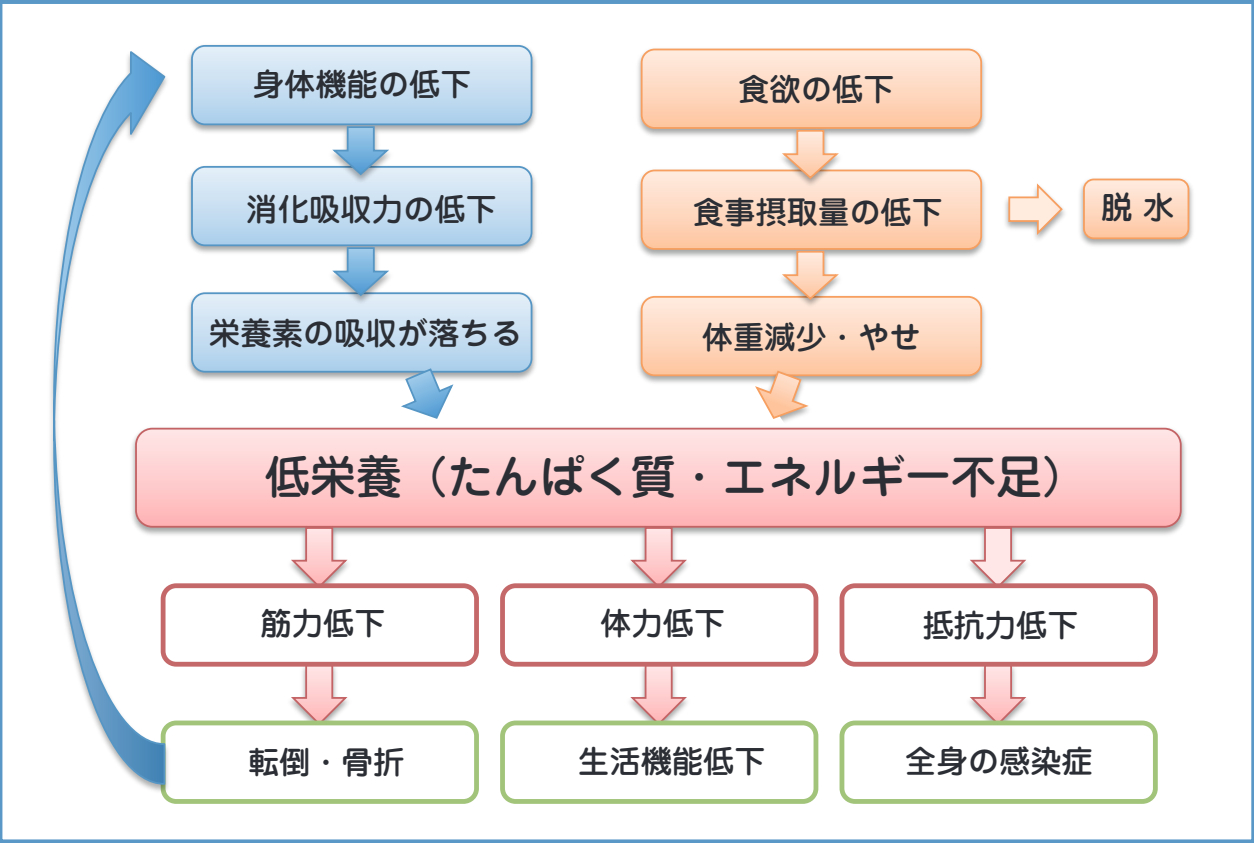 身体機能の低下
食欲の低下
消化吸収力の低下
食事摂取量の低下
脱 水
栄養素の吸収が落ちる
体重減少・やせ
低栄養（たんぱく質・エネルギー不足）
筋力低下
体力低下
抵抗力低下
転倒・骨折
生活機能低下
全身の感染症